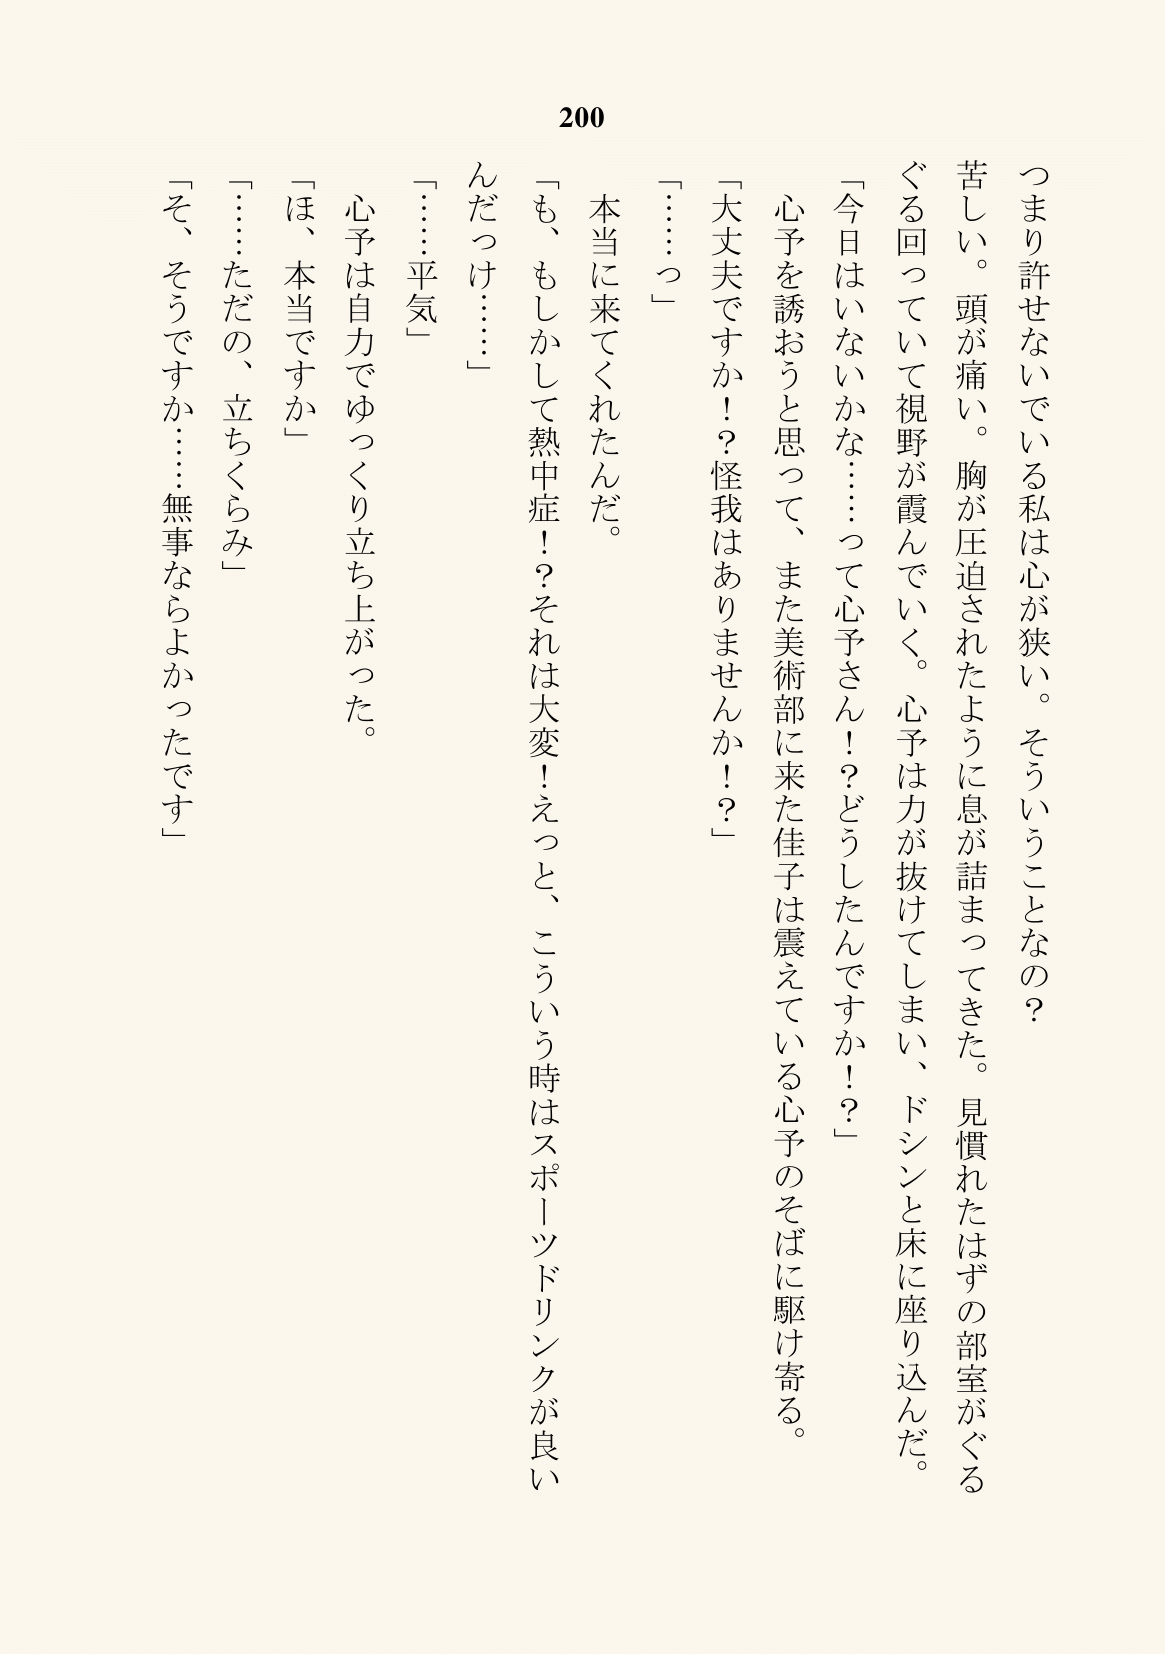 200
つまり許せないでいる私は心が狭い。そういうことなの？
苦しい。頭が痛い。胸が圧迫されたように息が詰まってきた。見慣れたはずの部室がぐる
ぐる回っていて視野が霞んでいく。心予は力が抜けてしまい、ドシンと床に座り込んだ。
「今日はいないかな……って心予さん！？どうしたんですか！？」
　心予を誘おうと思って、また美術部に来た佳子は震えている心予のそばに駆け寄る。
「大丈夫ですか！？怪我はありませんか！？」
「……っ」
　本当に来てくれたんだ。
「も、もしかして熱中症！？それは大変！えっと、こういう時はスポーツドリンクが良い
んだっけ……」
「……平気」
　心予は自力でゆっくり立ち上がった。
「ほ、本当ですか」
「……ただの、立ちくらみ」
「そ、そうですか……無事ならよかったです」